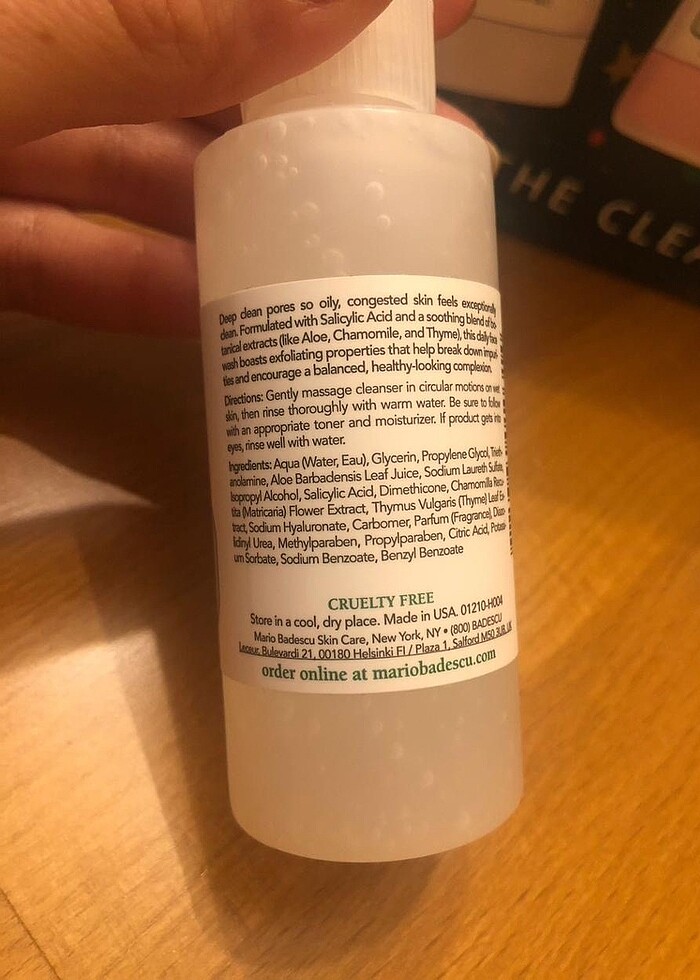 THE CLEA
Deep clean pores so oily, congested skin feels exceptionally
clean. Formulated with Salicylic Acid and a soothing blend of bo-
tanical extracts (like Aloe, Chamomile, and Thyme), this daily face
wash boasts exfoliating properties that help break down impuri-
ties and encourage a balanced, healthy-looking complexion.
Directions: Gently massage cleanser in circular motions on wet
skin, then rinse thoroughly with warm water. Be sure to follow
with an appropriate toner and moisturizer. If product gets into
eyes, rinse well with water.
Ingredients: Aqua (Water, Eau), Glycerin, Propylene Glycol, Trieth-
anolamine, Aloe Barbadensis Leaf Juice, Sodium Laureth Sulfate,
Isopropyl Alcohol, Salicylic Acid, Dimethicone, Chamomilla Recu-
tita (Matricaria) Flower Extract, Thymus Vulgaris (Thyme) Leaf Ex-
tract, Sodium Hyaluronate, Carbomer, Parfum (Fragrance), Diazo-
lidinyl Urea, Methylparaben, Propylparaben, Citric Acid, Potassi-
um Sorbate, Sodium Benzoate, Benzyl Benzoate
CRUELTY FREE
Store in a cool, dry place. Made in USA. 01210-H004
Mario Badescu Skin Care, New York, NY • (800) BADESCU
Bulevardi 21, 00180 Helsinki FI / Plaza 1, Salford M50 3UB, UK
order online at mariobadescu.com